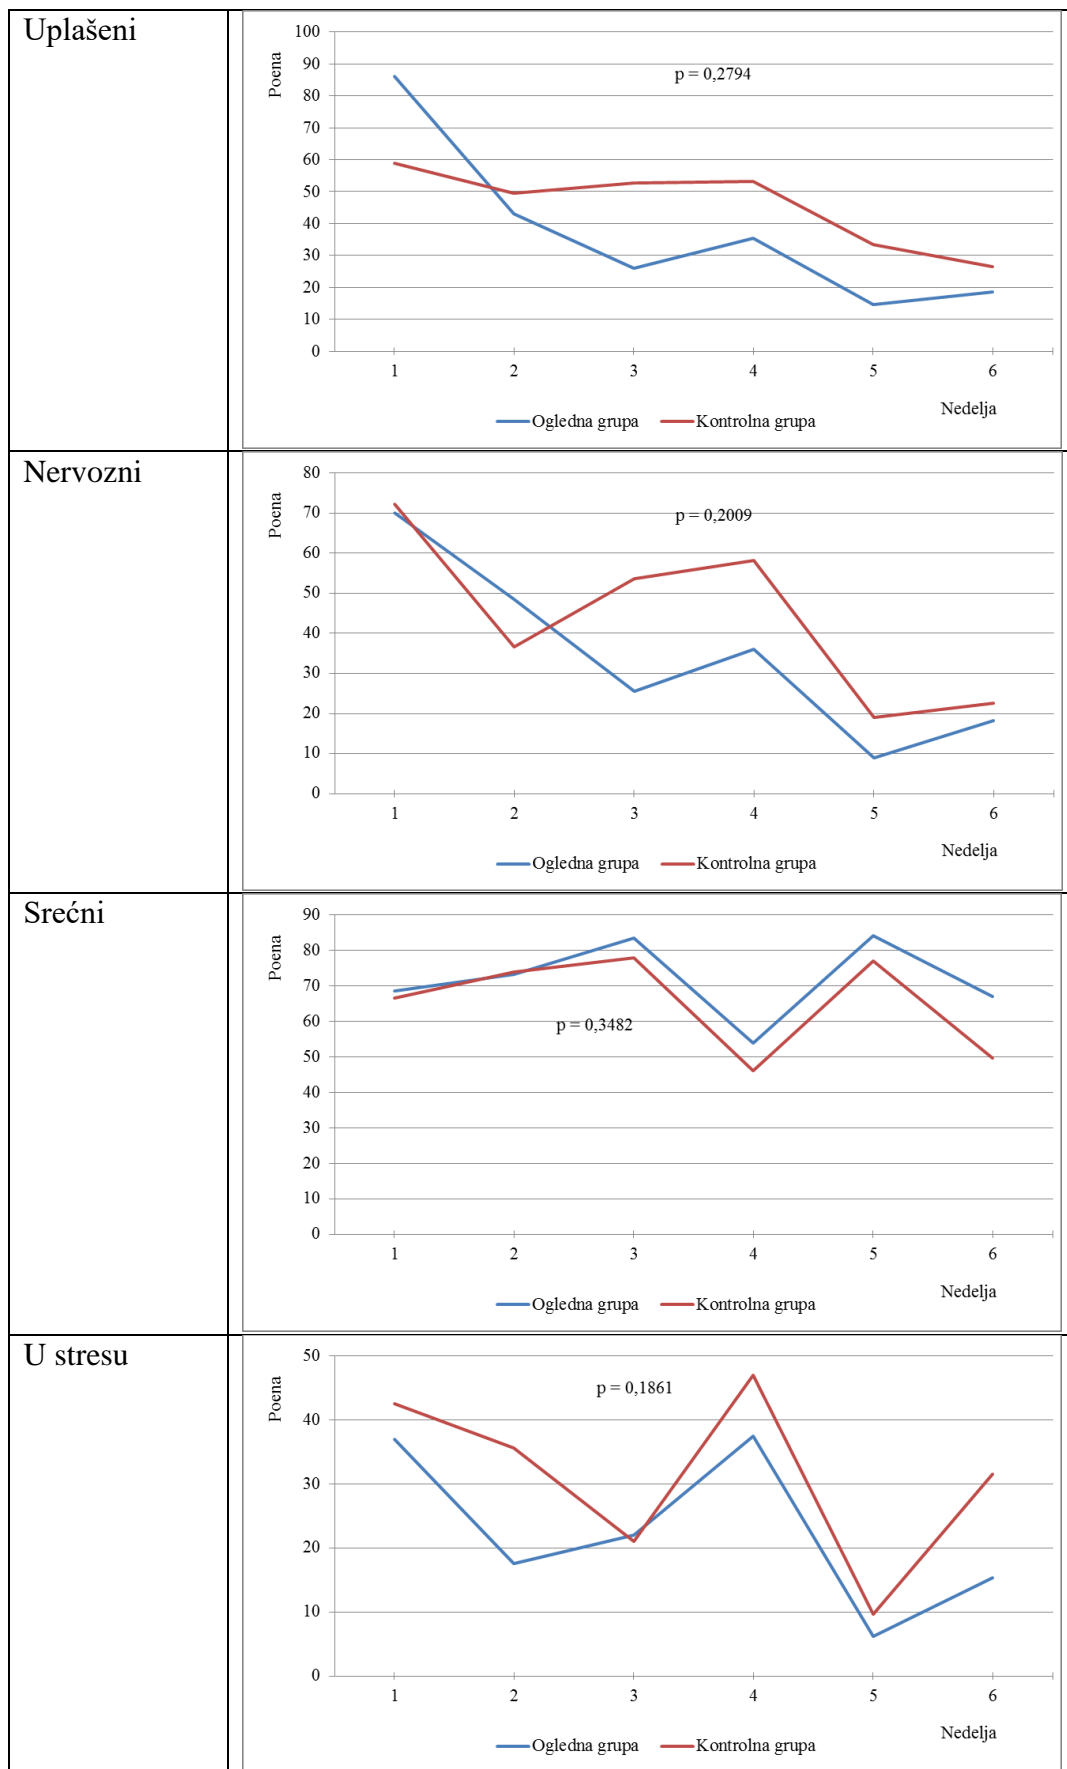 Uplašeni
Poena
p = 0,2794
100
90
80
70
60
50
40
30
20
10
0
1 2 3 4 5 6
Nedelja
Ogledna grupa Kontrolna grupa
Nervozni
Poena
p = 0,2009
80
70
60
50
40
30
20
10
0
1 2 3 4 5 6
Nedelja
Ogledna grupa Kontrolna grupa
Srećni
Poena
p = 0,3482
90
80
70
60
50
40
30
20
10
0
1 2 3 4 5 6
Nedelja
Ogledna grupa Kontrolna grupa
U stresu
Poena
p = 0,1861
50
40
30
20
10
0
1 2 3 4 5 6
Nedelja
Ogledna grupa Kontrolna grupa